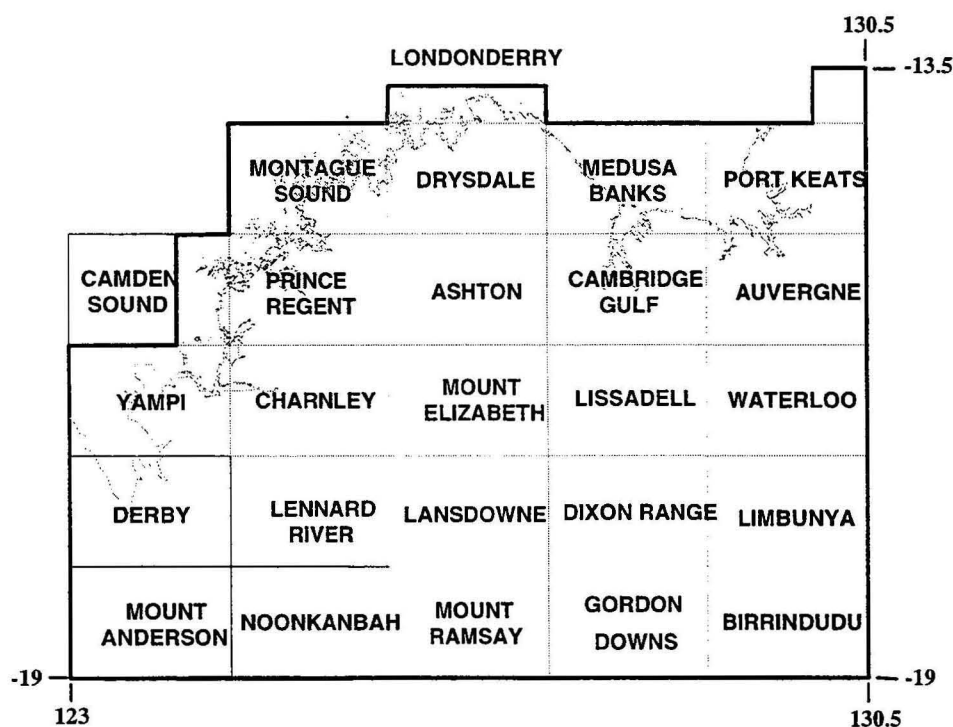 130.5
-13.5
LONDONDERRY
MONTAGUE
SOUND
DRYSDALE
MEDUSA
BANKS
PORT KEATS
CAMDEN
SOUND
PRINCE
REGENT
ASHTON
CAMBRIDGE
GULF
AUVERGNE
YAMPI
CHARNLEY
MOUNT
ELIZABETH
LISSADELL
WATERLOO
DERBY
LENNARD
RIVER
LANSDOWNE
DIXON RANGE
LIMBUNYA
MOUNT
ANDERSON
NOONKANBAH
MOUNT
RAMSAY
GORDON
DOWNS
BIRRINDUDU
-19
-19
123
130.5